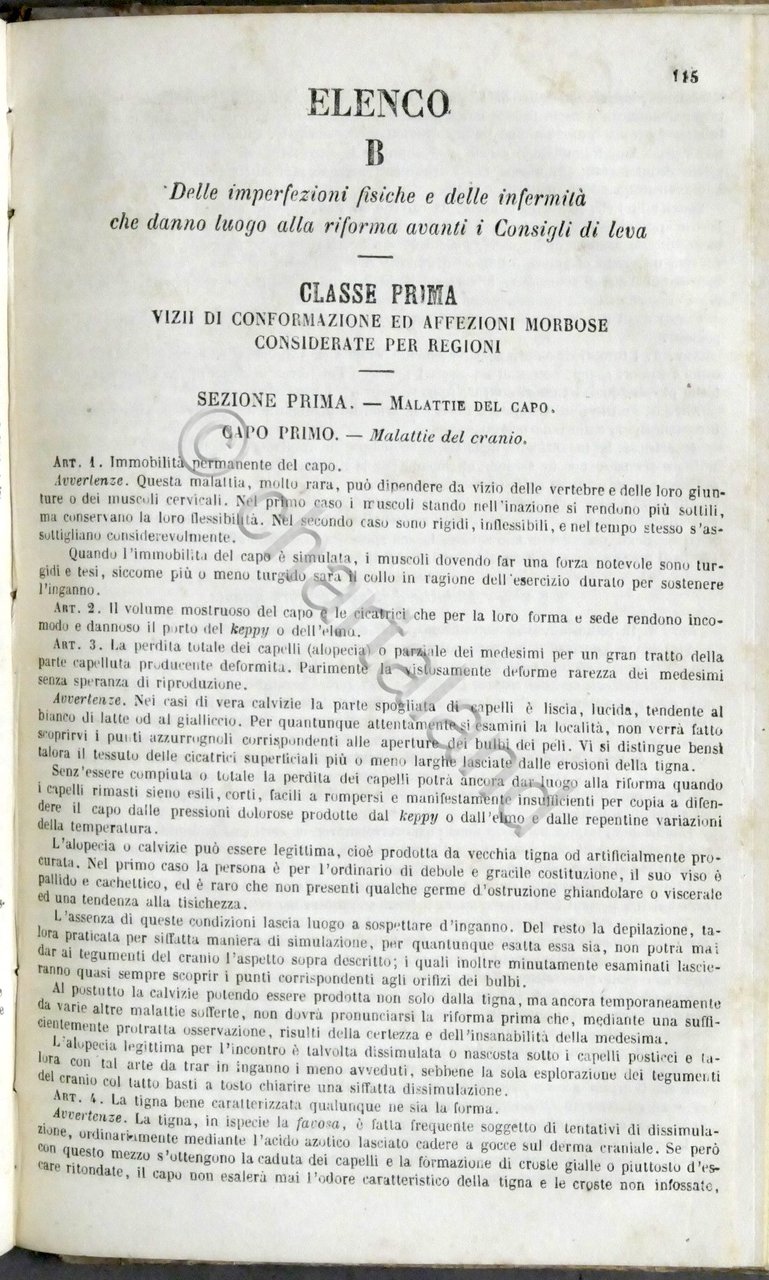 115
ELENCO
B
Delle imperfezioni fisiche e delle infermità
che danno luogo alla riforma avanti i Consigli di leva
CLASSE PRIMA
VIZII DI CONFORMAZIONE ED AFFEZIONI MORBOSE
CONSIDERATE PER REGIONI
SEZIONE PRIMA. — MALATTIE DEL CAPO.
CAPO PRIMO. — Malattie del cranio.
ART. 1. Immobilità permanente del capo.
Avvertenze. Questa malattia, molto rara, può dipendere da vizio delle vertebre e delle loro giun-
ture o dei muscoli cervicali. Nel primo caso i muscoli stando nell'inazione si rendono più sottili,
ma conservano la loro flessibilità. Nel secondo caso sono rigidi, inflessibili, e nel tempo stesso s'as-
sottigliano considerevolmente.
Quando l'immobilità del capo è simulata, i muscoli dovendo far una forza notevole sono tur-
gidi e tesi, siccome più o meno turgido sarà il collo in ragione dell'esercizio durato per sostenere
l'inganno.
ART. 2. Il volume mostruoso del capo e le cicatrici che per la loro forma e sede rendono inco-
modo e dannoso il porto del keppy o dell'elmo.
ART. 3. La perdita totale dei capelli (alopecia) o parziale dei medesimi per un gran tratto della
parte capelluta producente deformità. Parimente la vistosamente deforme rarezza dei medesimi
senza speranza di riproduzione.
Avvertenze. Nei casi di vera calvizie la parte spogliata di capelli è liscia, lucida, tendente al
bianco di latte od al gialliccio. Per quantunque attentamente si esamini la località, non verrà fatto
scoprirvi i punti azzurrognoli corrispondenti alle aperture dei bulbi dei peli. Vi si distingue bensì
talora il tessuto delle cicatrici superficiali più o meno larghe lasciate dalle erosioni della tigna.
Senz'essere compiuta o totale la perdita dei capelli potrà ancora dar luogo alla riforma quando
i capelli rimasti sieno esili, corti, facili a rompersi e manifestamente insufficienti per copia a difen-
dere il capo dalle pressioni dolorose prodotte dal keppy o dall'elmo e dalle repentine variazioni
della temperatura.
L'alopecia o calvizie può essere legittima, cioè prodotta da vecchia tigna od artificialmente pro-
curata. Nel primo caso la persona è per l'ordinario di debole e gracile costituzione, il suo viso è
pallido e cachettico, ed è raro che non presenti qualche germe d'ostruzione ghiandolare o viscerale
ed una tendenza alla tisichezza.
L'assenza di queste condizioni lascia luogo a sospettare d'inganno. Del resto la depilazione, ta-
lora praticata per siffatta maniera di simulazione, per quantunque esatta essa sia, non potrà mai
dar ai tegumenti del cranio l'aspetto sopra descritto; i quali inoltre minutamente esaminati lascie-
ranno quasi sempre scoprir i punti corrispondenti agli orifizi dei bulbi.
Al postutto la calvizie potendo essere prodotta non solo dalla tigna, ma ancora temporaneamente
da varie altre malattie sofferte, non dovrà pronunciarsi la riforma prima che, mediante una suffi-
cientemente protratta osservazione, risulti della certezza e dell'insanabilità della medesima.
L'alopecia legittima per l'incontro è talvolta dissimulata o nascosta sotto i capelli posticci e ta-
lora con tal arte da trar in inganno i meno avveduti, sebbene la sola esplorazione dei tegumenti
del cranio col tatto basti a tosto chiarire una siffatta dissimulazione.
ART. 4. La tigna bene caratterizzata qualunque ne sia la forma.
Avvertenze. La tigna, in ispecie la favosa, è fatta frequente soggetto di tentativi di dissimula-
zione, ordinariamente mediante l'acido azotico lasciato cadere a gocce sul derma craniale. Se però
con questo mezzo s'ottengono la caduta dei capelli e la formazione di croste gialle o piuttosto d'es-
care ritondate, il capo non esalerà mai l'odore caratteristico della tigna e le croste non infossate,
© chartaland